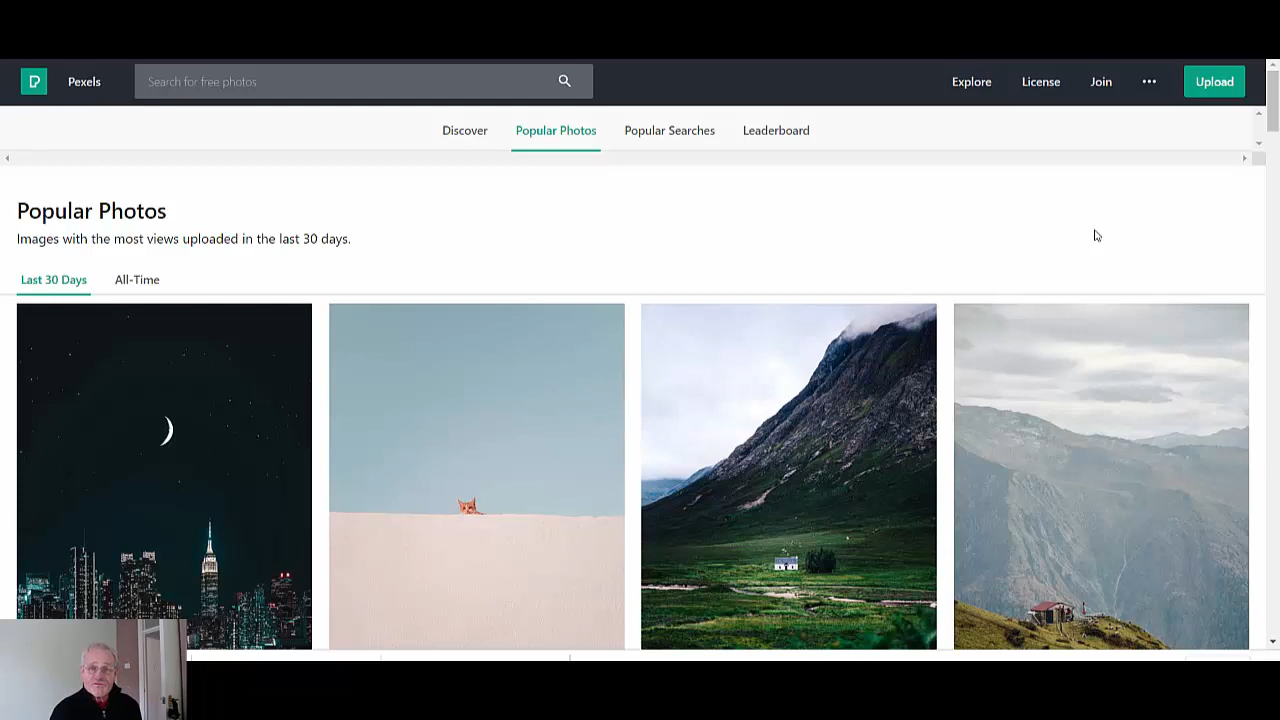 Pexels
Search for free photos
Explore
License
Join
Upload
Discover
Popular Photos
Popular Searches
Leaderboard
Popular Photos
Images with the most views uploaded in the last 30 days.
Last 30 Days
All-Time